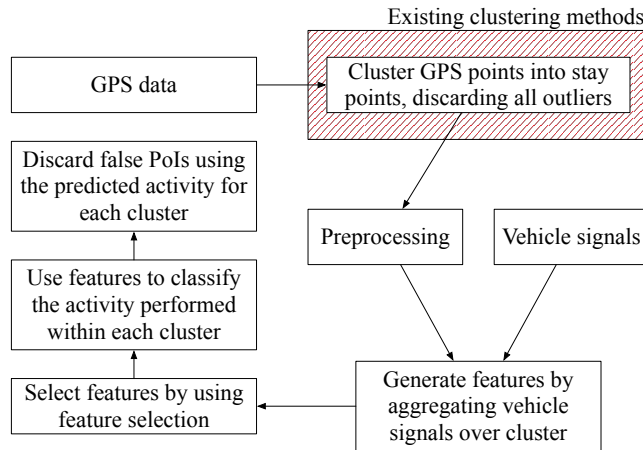 Existing clustering methods
GPS data
Cluster GPS points into stay
points, discarding all outliers
Discard false PoIs using
the predicted activity for
each cluster
Preprocessing
Vehicle signals
Use features to classify
the activity performed
within each cluster
Select features by using
feature selection
Generate features by
aggregating vehicle
signals over cluster